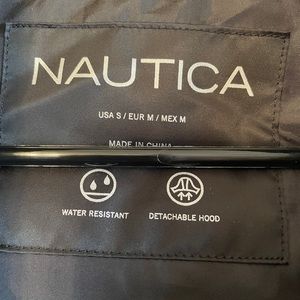 NAUTICA
USA S / EUR M / MEX M
MADE IN CHINA
WATER RESISTANT
DETACHABLE HOOD